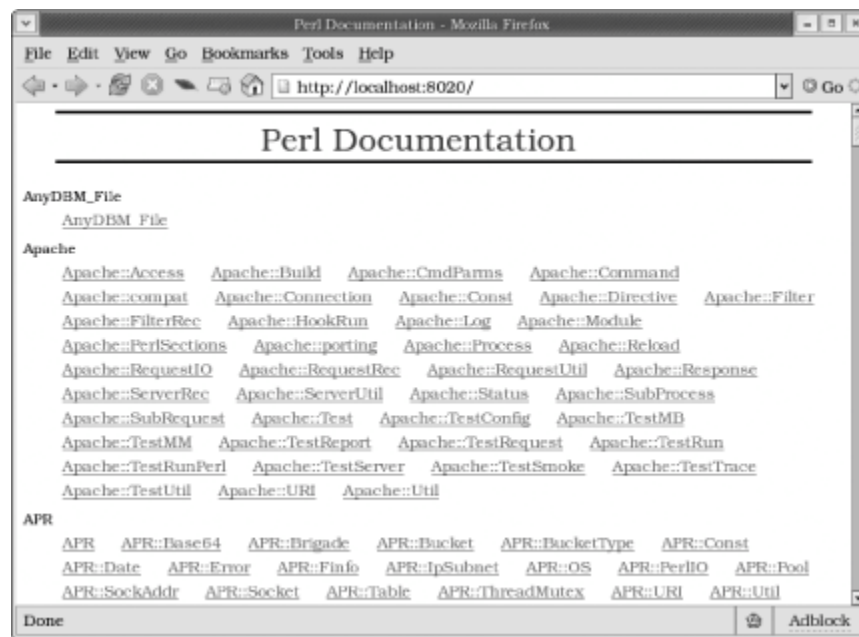 Perl Documentation - Mozilla Firefox
File Edit View Go Bookmarks Tools Help
http://localhost:8020/ Go
Perl Documentation
AnyDBM_File
AnyDBM_File
Apache
Apache::Access Apache::Build Apache::CmdParms Apache::Command
Apache::compat Apache::Connection Apache::Const Apache::Directive Apache::Filter
Apache::FilterRec Apache::HookRun Apache::Log Apache::Module
Apache::PerlSections Apache::porting Apache::Process Apache::Reload
Apache::RequestIO Apache::RequestRec Apache::RequestUtil Apache::Response
Apache::ServerRec Apache::ServerUtil Apache::Status Apache::SubProcess
Apache::SubRequest Apache::Test Apache::TestConfig Apache::TestMB
Apache::TestMM Apache::TestReport Apache::TestRequest Apache::TestRun
Apache::TestRunPerl Apache::TestServer Apache::TestSmoke Apache::TestTrace
Apache::TestUtil Apache::URI Apache::Util
APR
APR APR::Base64 APR::Brigade APR::Bucket APR::BucketType APR::Const
APR::Date APR::Error APR::Finfo APR::IpSubnet APR::OS APR::PerlIO APR::Pool
APR::SockAddr APR::Socket APR::Table APR::ThreadMutex APR::URI APR::Util
Done Adblock